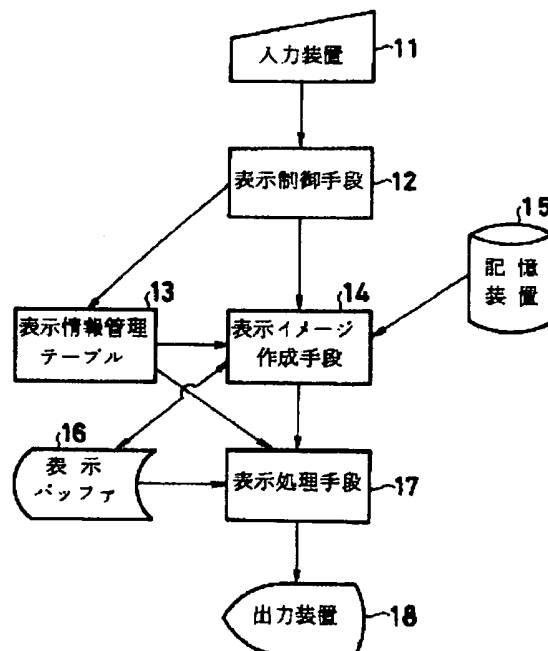 入力装置
11
表示制御手段
12
15
記憶
装置
13
表示情報管理
テーブル
14
表示イメージ
作成手段
16
表示
バッファ
表示処理手段
17
出力装置
18